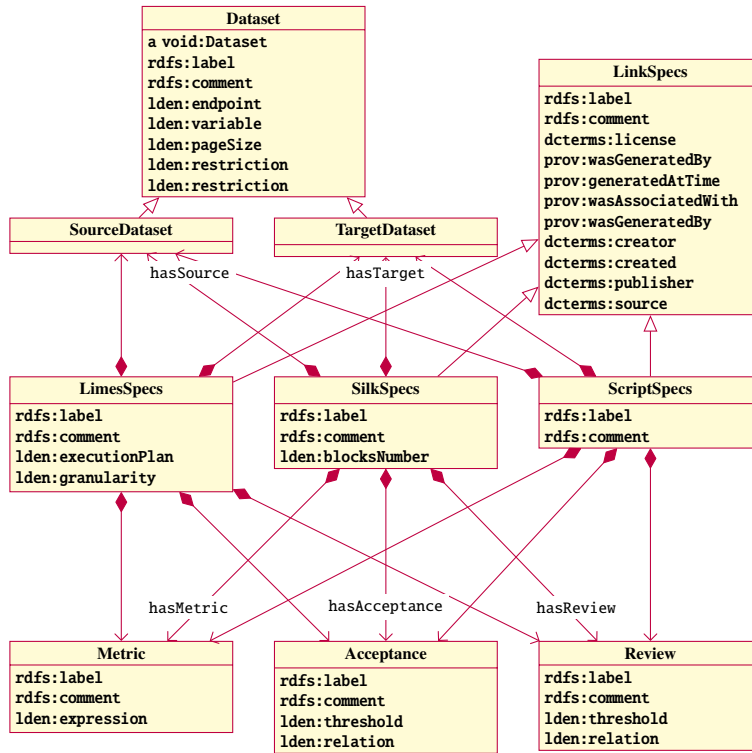 Dataset
a void:Dataset
rdfs:label
rdfs:comment
lden:endpoint
lden:variable
lden:pageSize
lden:restriction
lden:restriction
LinkSpecs
rdfs:label
rdfs:comment
dcterms:license
prov:wasGeneratedBy
prov:generatedAtTime
prov:wasAssociatedWith
prov:wasGeneratedBy
dcterms:creator
dcterms:created
dcterms:publisher
dcterms:source
SourceDataset
TargetDataset
hasSource
hasTarget
LimesSpecs
rdfs:label
rdfs:comment
lden:executionPlan
lden:granularity
SilkSpecs
rdfs:label
rdfs:comment
lden:blocksNumber
ScriptSpecs
rdfs:label
rdfs:comment
hasMetric
hasAcceptance
hasReview
Metric
rdfs:label
rdfs:comment
lden:expression
Acceptance
rdfs:label
rdfs:comment
lden:threshold
lden:relation
Review
rdfs:label
rdfs:comment
lden:threshold
lden:relation